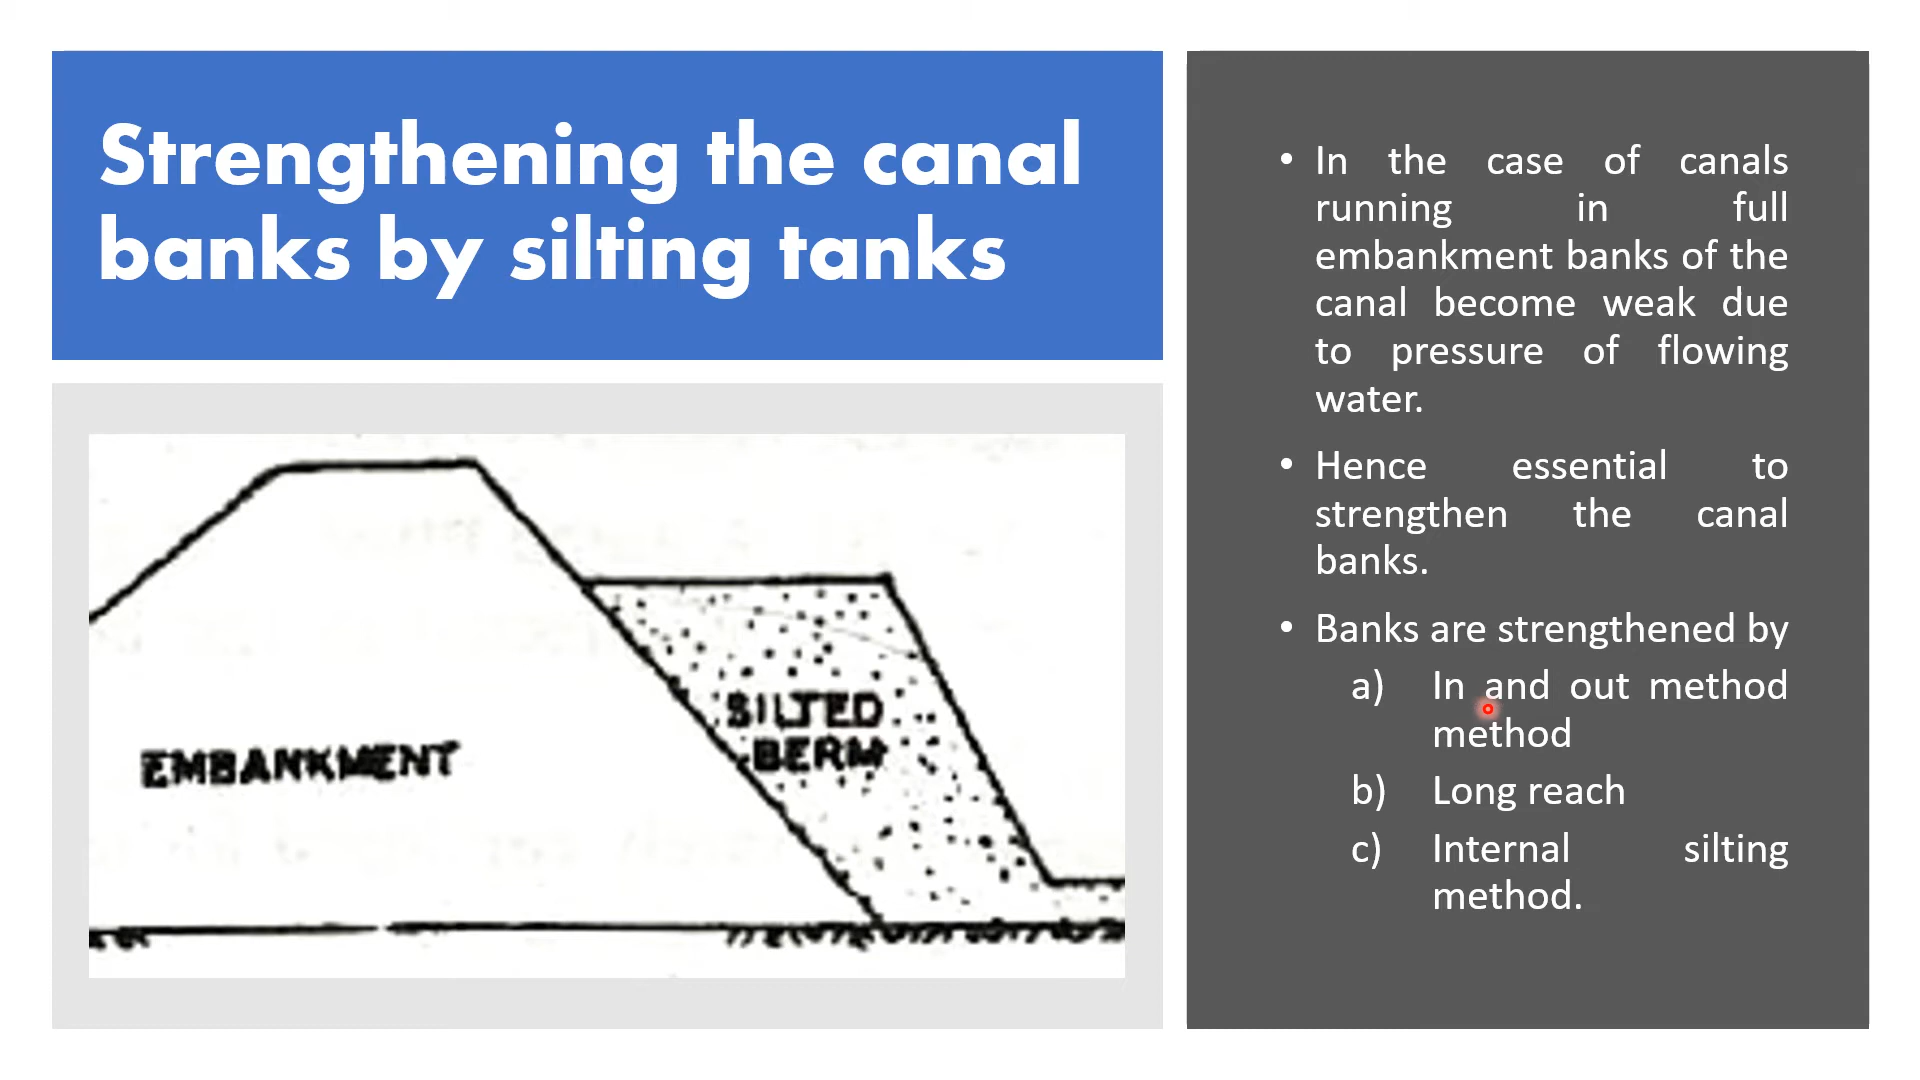 Strengthening the canal
banks by silting tanks
EMBANKMENT
SILTED
BERM
• In the case of canals
running in full
embankment banks of the
canal become weak due
to pressure of flowing
water.
• Hence essential to
strengthen the canal
banks.
• Banks are strengthened by
a) In and out method
method
b) Long reach
c) Internal silting
method.